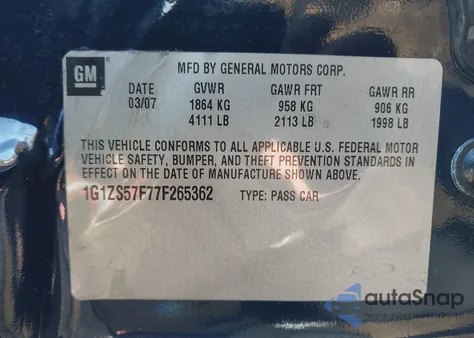 GM
MFD BY GENERAL MOTORS CORP.
DATE GVWR GAWR FRT GAWR RR
03/07 1864 KG 958 KG 906 KG
4111 LB 2113 LB 1998 LB
THIS VEHICLE CONFORMS TO ALL APPLICABLE U.S. FEDERAL MOTOR
VEHICLE SAFETY, BUMPER, AND THEFT PREVENTION STANDARDS IN
EFFECT ON THE DATE OF MANUFACTURE SHOWN ABOVE.
1G1ZS57F77F265362 TYPE: PASS CAR
autoSnap